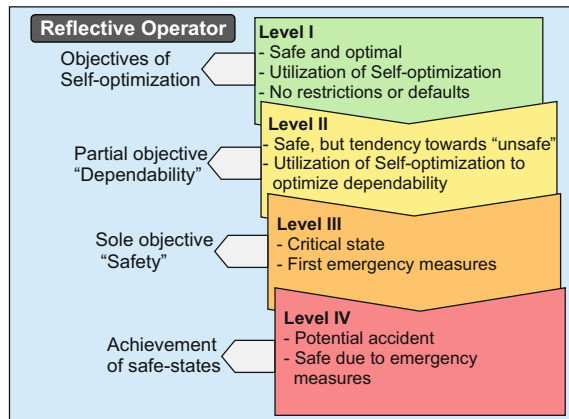 Reflective Operator
Objectives of
Self-optimization
Level I
- Safe and optimal
- Utilization of Self-optimization
- No restrictions or defaults
Partial objective
“Dependability”
Level II
- Safe, but tendency towards “unsafe”
- Utilization of Self-optimization to
optimize dependability
Sole objective
“Safety”
Level III
- Critical state
- First emergency measures
Achievement
of safe-states
Level IV
- Potential accident
- Safe due to emergency
measures